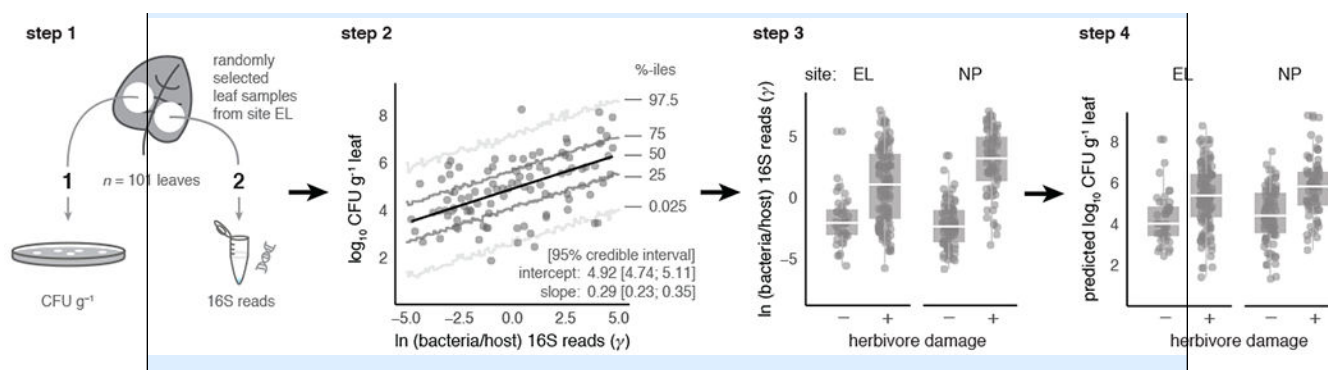 step 1
randomly
selected
leaf samples
from site EL
1
n = 101 leaves
2
CFU g⁻¹
16S reads
step 2
%-iles
97.5
75
50
25
0.025
log₁₀ CFU g⁻¹ leaf
8
6
4
2
[95% credible interval]
intercept: 4.92 [4.74; 5.11]
slope: 0.29 [0.23; 0.35]
−5.0 −2.5 0.0 2.5 5.0
ln (bacteria/host) 16S reads (γ)
step 3
site: EL NP
ln (bacteria/host) 16S reads (γ)
5
0
−5
− + − +
herbivore damage
step 4
EL NP
predicted log₁₀ CFU g⁻¹ leaf
8
6
4
2
− + − +
herbivore damage